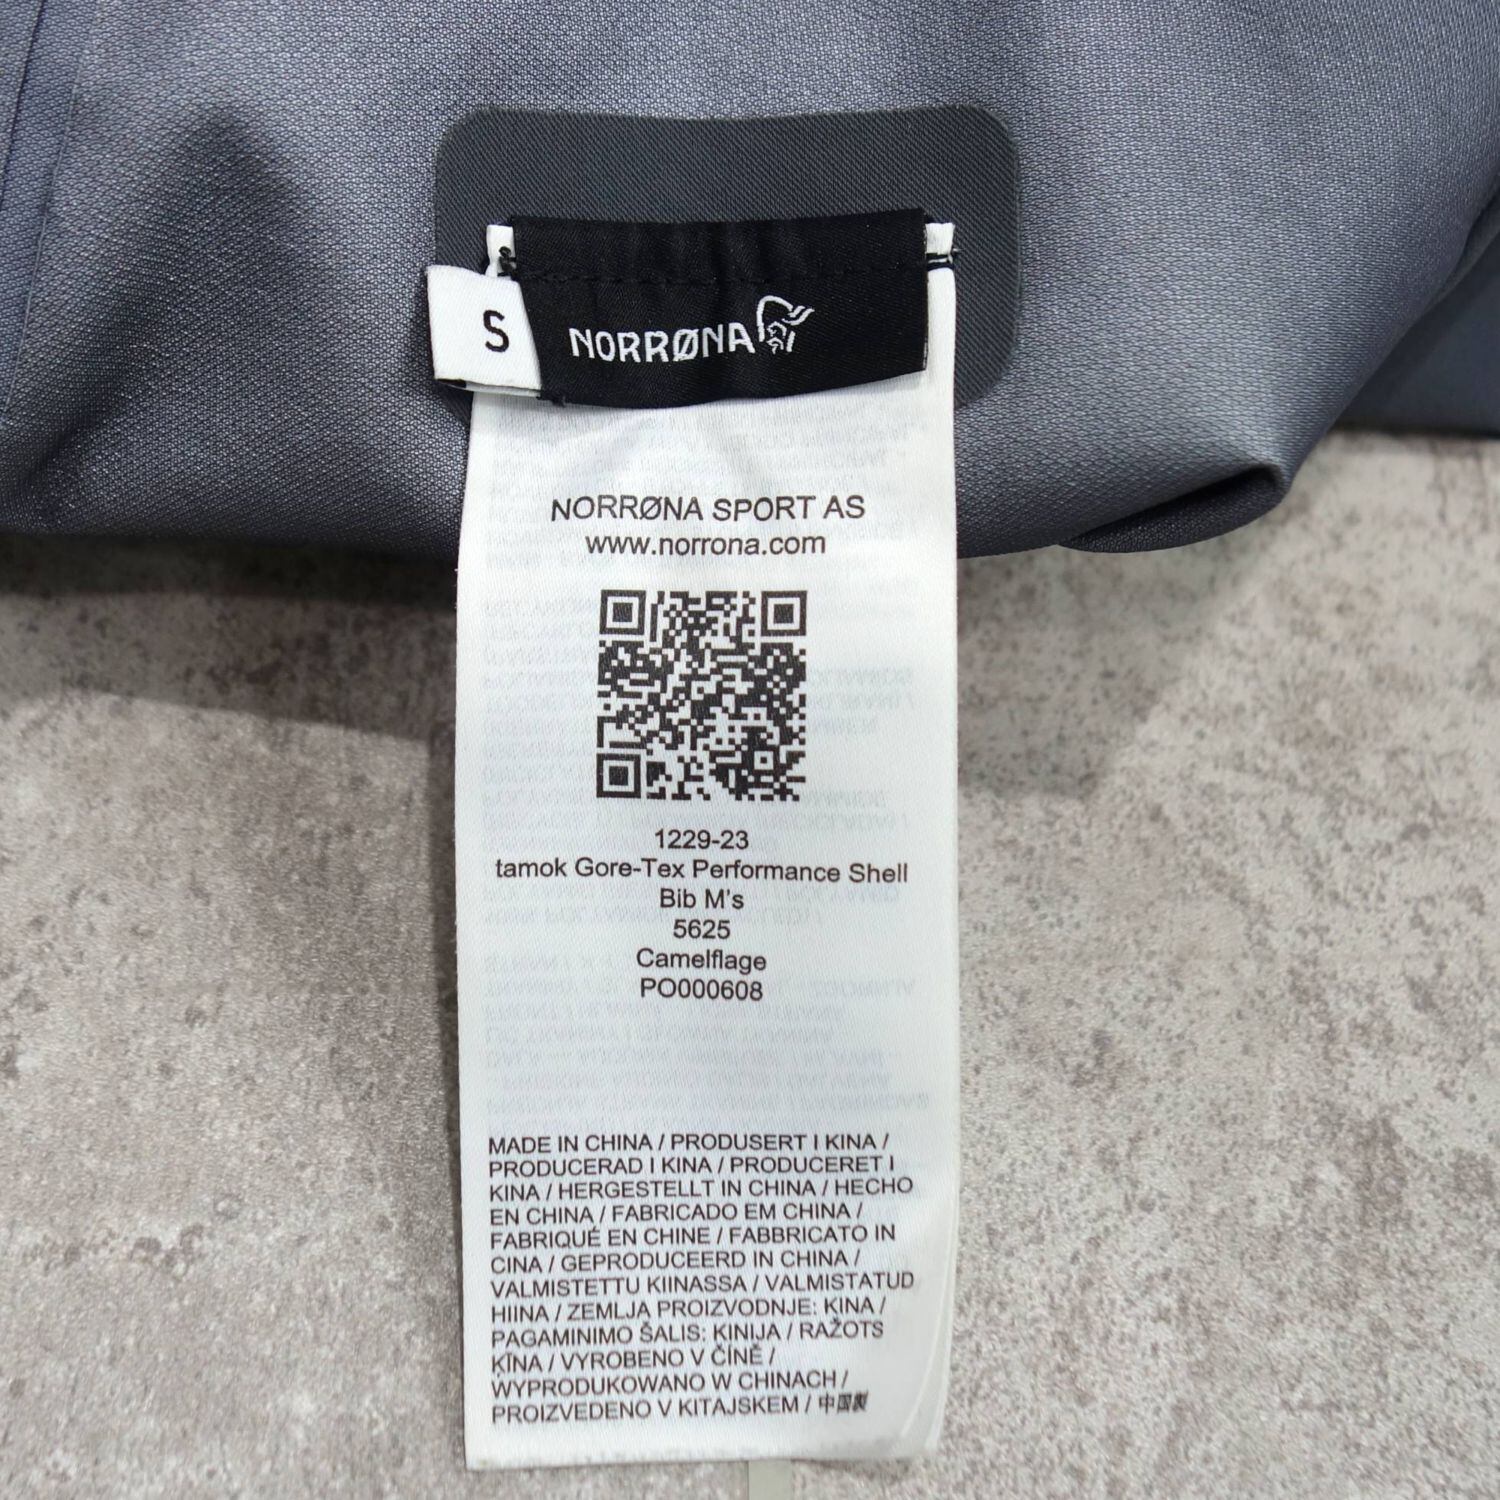 S
NORRØNA
NORRØNA SPORT AS
www.norrona.com
1229-23
tamok Gore-Tex Performance Shell
Bib M's
5625
Camelflage
PO000608
MADE IN CHINA / PRODUSERT I KINA /
PRODUCERAD I KINA / PRODUCERET I
KINA / HERGESTELLT IN CHINA / HECHO
EN CHINA / FABRICADO EM CHINA /
FABRIQUÉ EN CHINE / FABBRICATO IN
CINA / GEPRODUCEERD IN CHINA /
VALMISTETTU KIINASSA / VALMISTATUD
HIINA / ZEMLJA PROIZVODNJE: KINA /
PAGAMINIMO ŠALIS: KINIJA / RAŽOTS
ĶĪNA / VYROBENO V ČÍNĚ /
WYPRODUKOWANO W CHINACH /
PROIZVEDENO V KITAJSKEM / 中国製